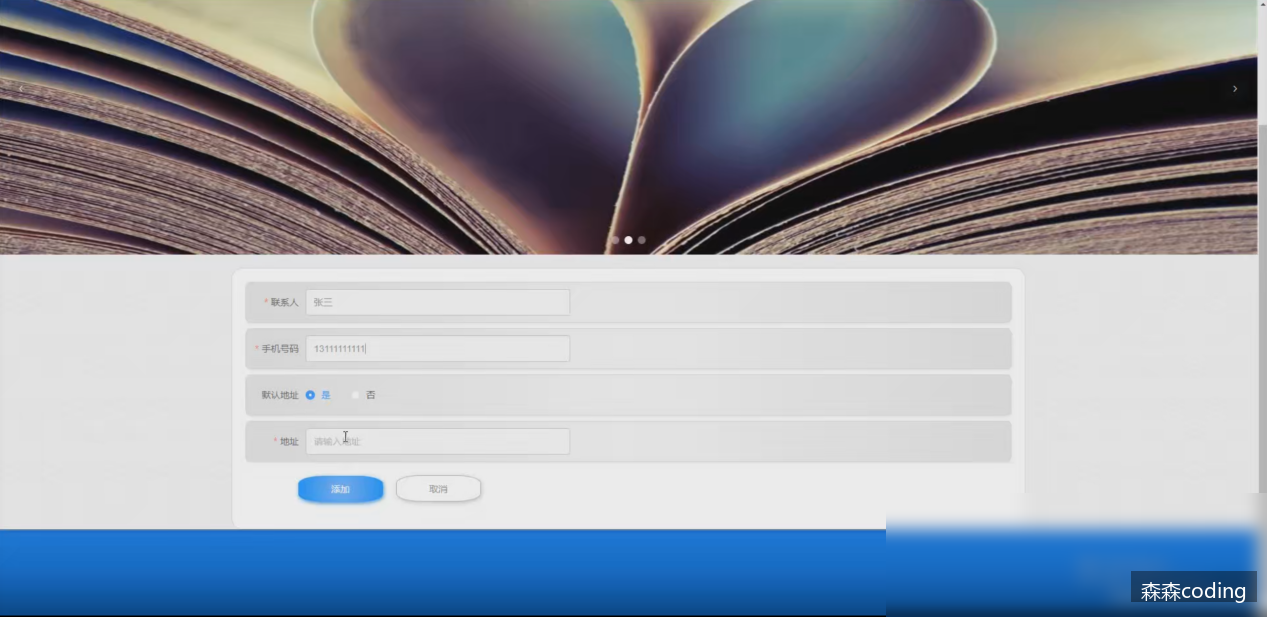 * 联系人 张三
* 手机号码 13111111111
默认地址 是 否
* 地址 请输入地址
添加 取消
森森coding